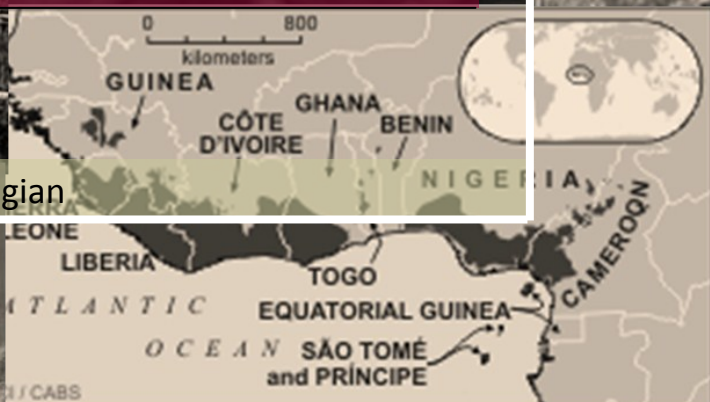 0 800
kilometers
GUINEA
GHANA
CÔTE
D'IVOIRE
BENIN
NIGERIA
gian
LEONE
CAMEROON
LIBERIA
TOGO
ATLANTIC
EQUATORIAL GUINEA
OCEAN
SÃO TOMÉ
and PRÍNCIPE
/ CABS